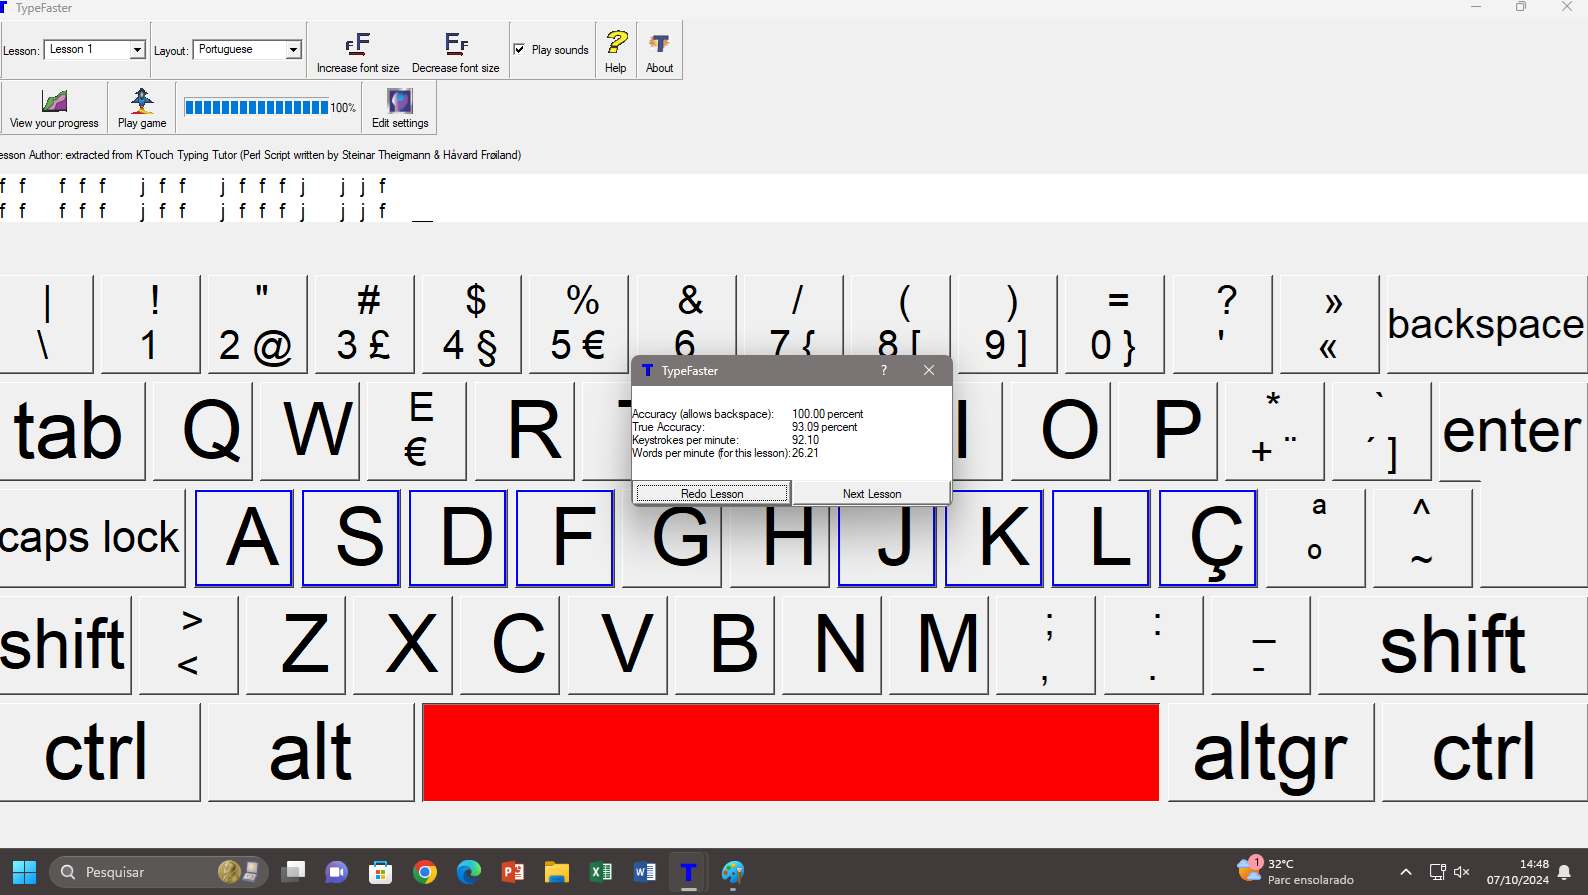 TypeFaster
Lesson: Lesson 1 Layout: Portuguese Increase font size Decrease font size Play sounds Help About
View your progress Play game 100% Edit settings
esson Author: extracted from KTouch Typing Tutor (Perl Script written by Steinar Theigmann & Håvard Frøiland)
f f f f f j f f j f f f j j j f
f f f f f j f f j f f f j j j f
| ! " # $ % & / ( ) = ? »
\ 1 2 @ 3 £ 4 § 5 € 6 7 { 8 [ 9 ] 0 } ' « backspace
TypeFaster ?
Accuracy (allows backspace): 100.00 percent
True Accuracy: 93.09 percent
Keystrokes per minute: 92.10
Words per minute (for this lesson): 26.21
Redo Lesson Next Lesson
tab Q W E € R I O P * + ¨ ` ´ ] enter
caps lock A S D F G H J K L Ç ª º ^ ~
shift > < Z X C V B N M ; , : . _ - shift
ctrl alt altgr ctrl
Pesquisar
1
32°C
Parc ensolarado
14:48
07/10/2024